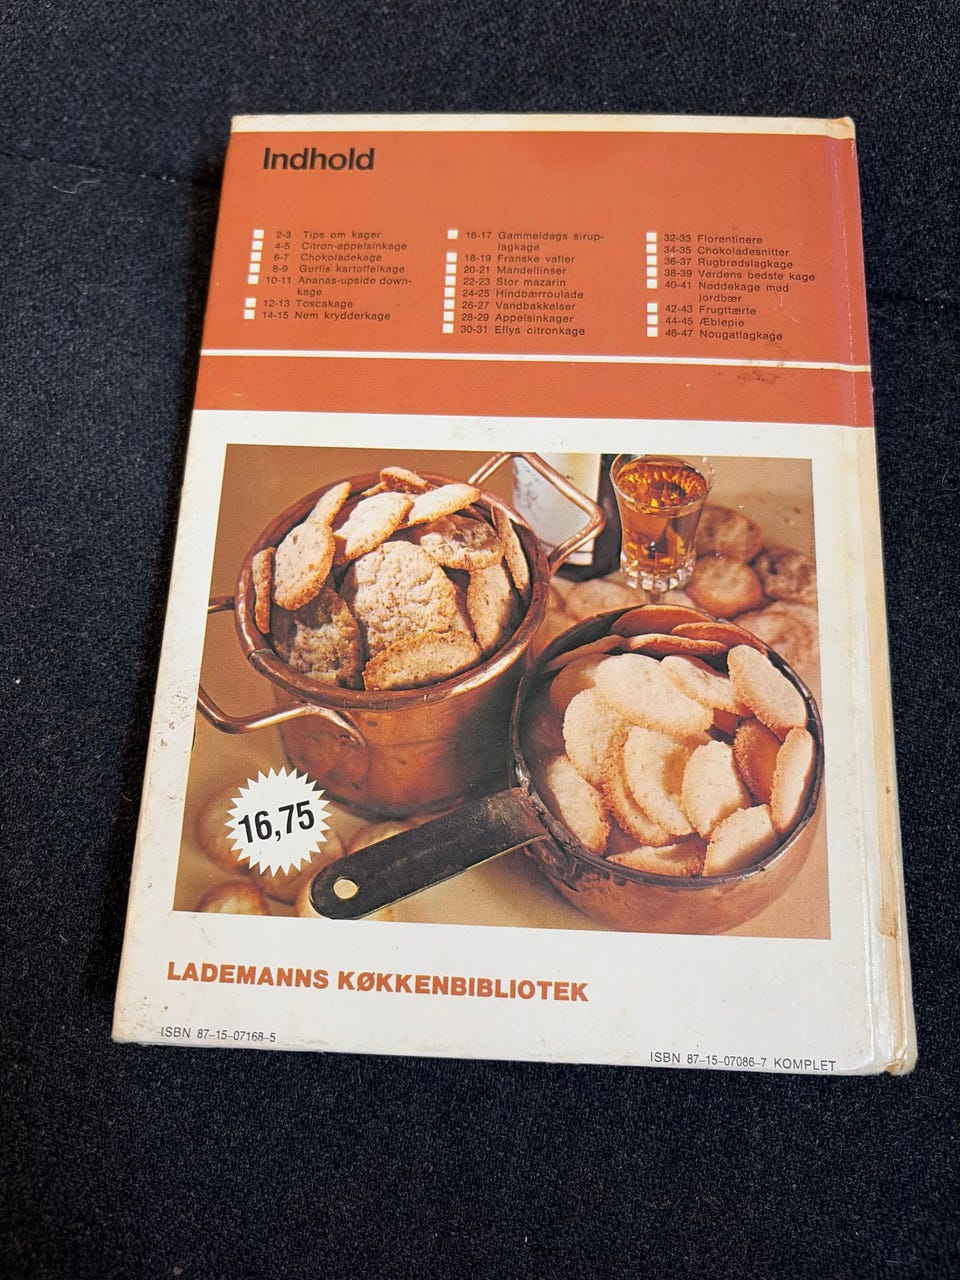 Indhold
2-3 Tips om kager
4-5 Citron-appelsinkage
6-7 Chokoladekage
8-9 Gurlis kartoffelkage
10-11 Ananas-upside down-
kage
12-13 Toscakage
14-15 Nem krydderkage
16-17 Gammeldags sirup-
lagkage
18-19 Franske vafler
20-21 Mandellinser
22-23 Stor mazarin
24-25 Hindbærroulade
26-27 Vandbakkelser
28-29 Appelsinkager
30-31 Ellys citronkage
32-33 Florentinere
34-35 Chokoladesnitter
36-37 Rugbrødslagkage
38-39 Verdens bedste kage
40-41 Nøddekage med
jordbær
42-43 Frugttærte
44-45 Æblepie
46-47 Nougatlagkage
16,75
LADEMANNS KØKKENBIBLIOTEK
ISBN 87-15-07168-5
ISBN 87-15-07086-7 KOMPLET